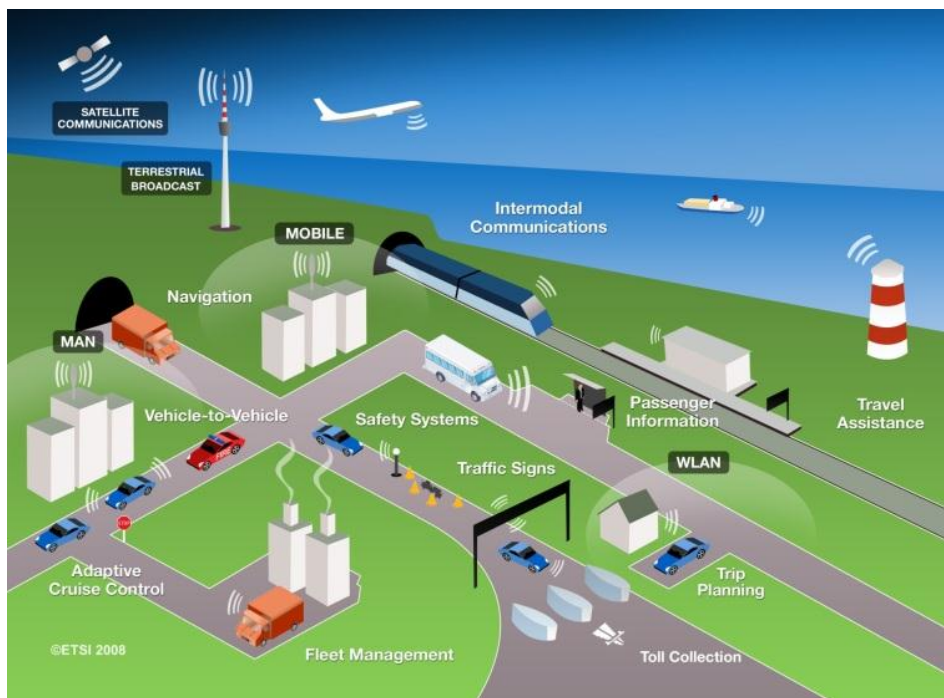 SATELLITE
COMMUNICATIONS
TERRESTRIAL
BROADCAST
Intermodal
Communications
MOBILE
Navigation
MAN
Vehicle-to-Vehicle
Safety Systems
Passenger
Information
Travel
Assistance
Traffic Signs
WLAN
STOP
Adaptive
Cruise Control
Trip
Planning
©ETSI 2008
Fleet Management
Toll Collection